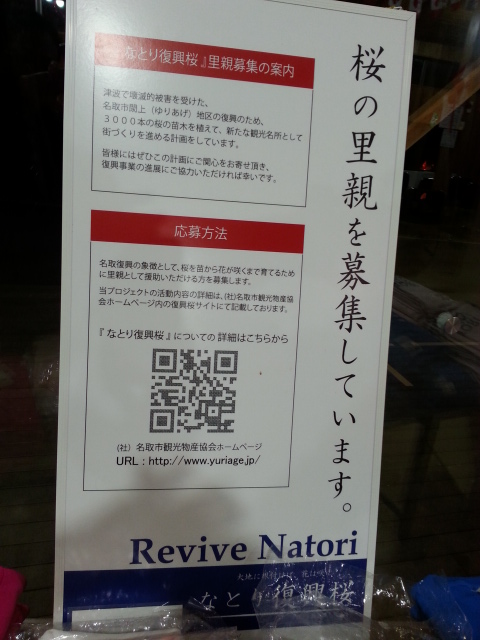 桜の里親を募集しています。
『なとり復興桜』里親募集の案内
津波で壊滅的被害を受けた、
名取市閖上（ゆりあげ）地区の復興のため、
３０００本の桜の苗木を植えて、新たな観光名所として
街づくりを進める計画をしています。
皆様にはぜひこの計画にご関心をお寄せ頂き、
復興事業の進展にご協力いただければ幸いです。
応募方法
名取復興の象徴として、桜を苗から花が咲くまで育てるため
に里親として援助いただける方を募集します。
当プロジェクトの活動内容の詳細は、(社)名取市観光物産協
会ホームページ内の復興桜サイトにて記載しております。
『 なとり復興桜 』についての 詳細はこちらから
(社) 名取市観光物産協会ホームページ
URL : http://www.yuriage.jp/
Revive Natori
なとり復興桜